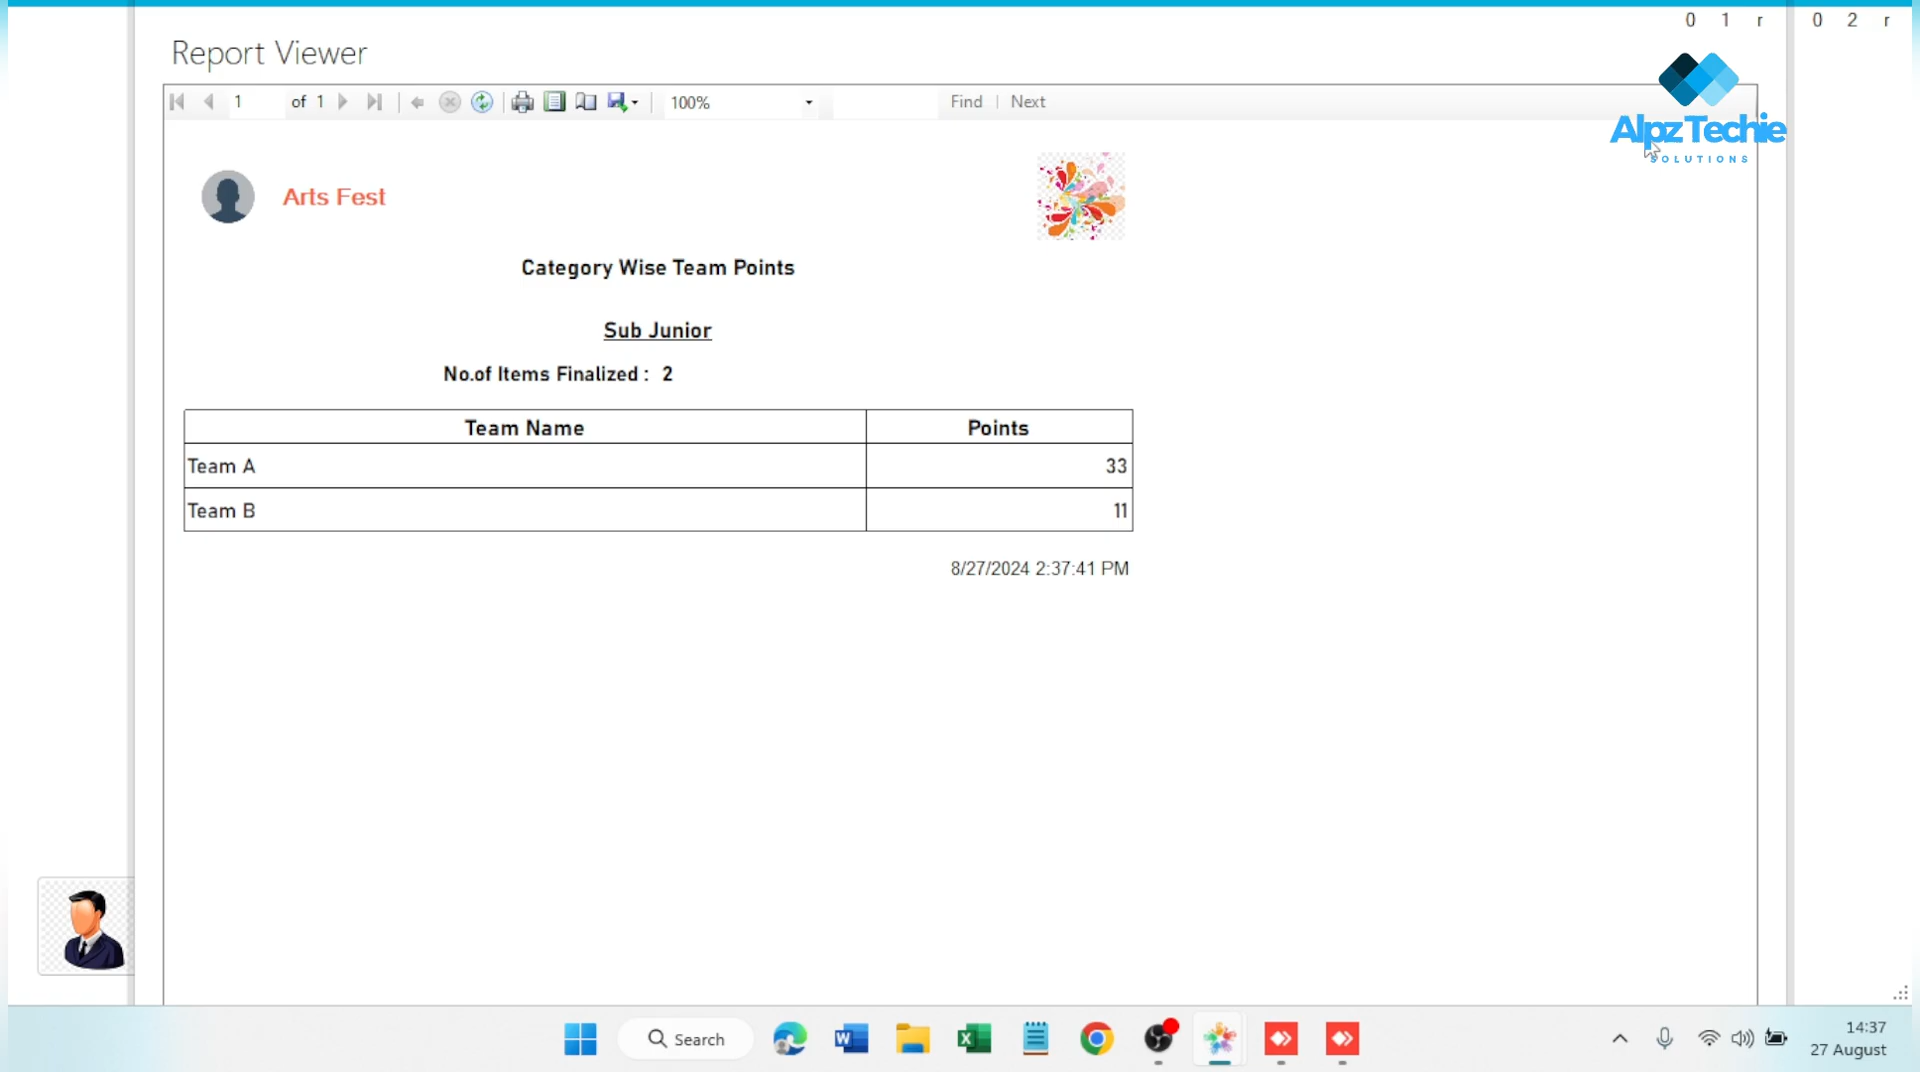 0 1 r 0 2 r
Report Viewer
1 of 1 100% Find | Next
Alpz Techie
SOLUTIONS
Arts Fest
Category Wise Team Points
Sub Junior
No.of Items Finalized : 2
Team Name Points
Team A 33
Team B 11
8/27/2024 2:37:41 PM
Search
14:37
27 August